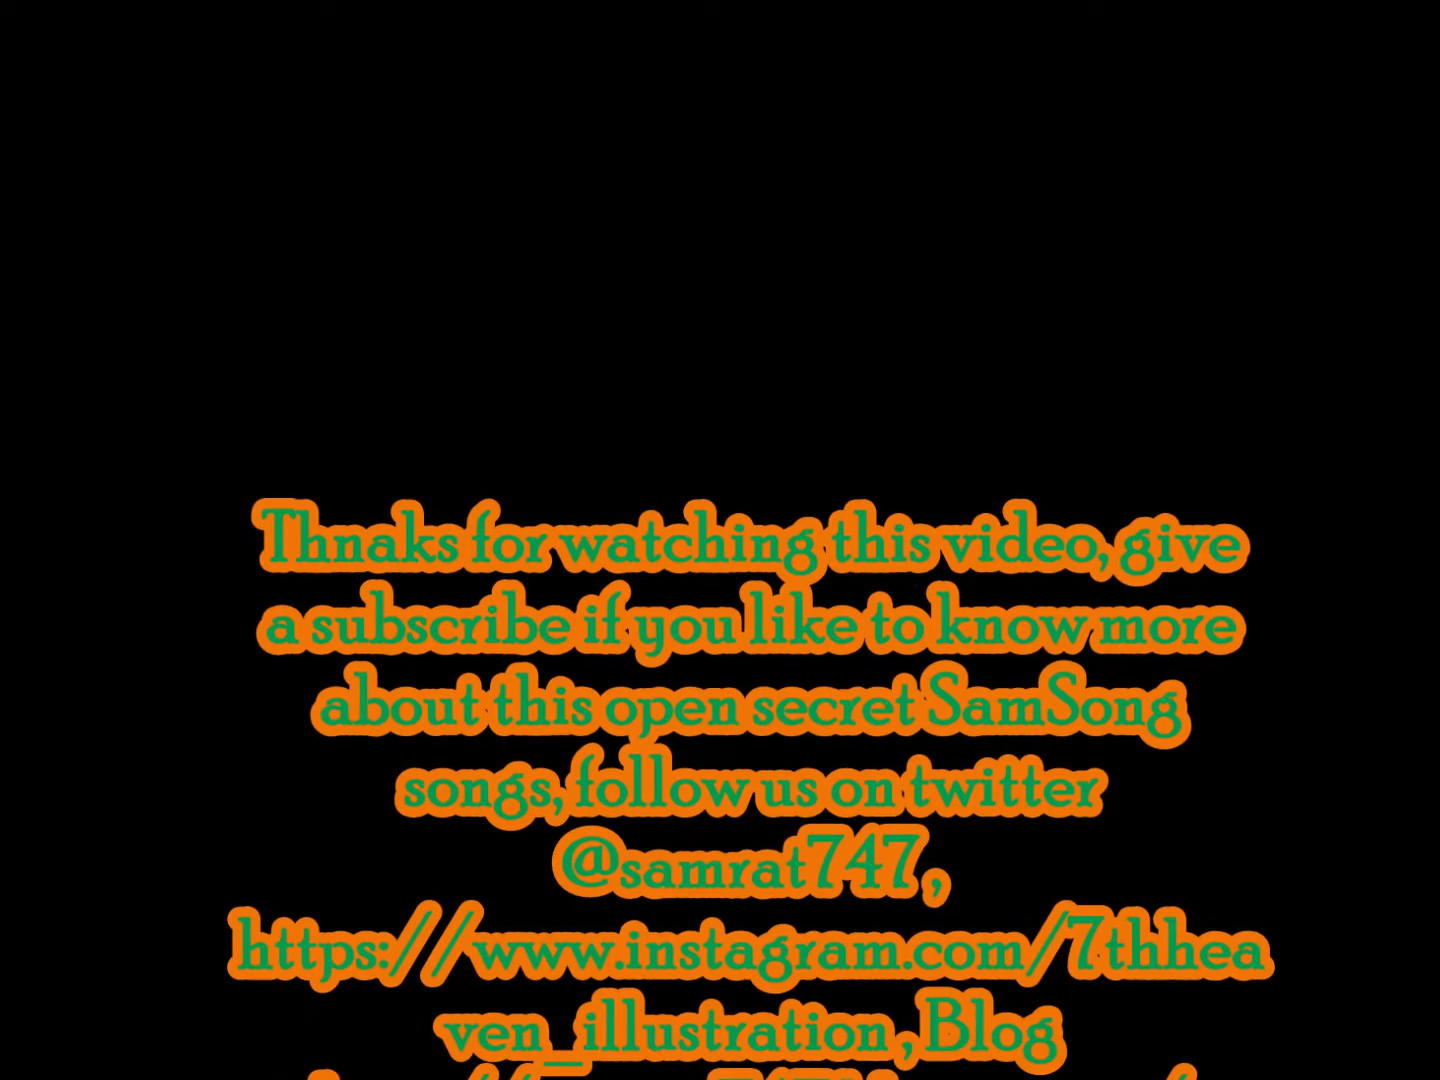 Thnaks for watching this video, give
a subscribe if you like to know more
about this open secret SamSong
songs, follow us on twitter
@samrat747 ,
https://www.instagram.com/7thhea
ven_illustration , Blog